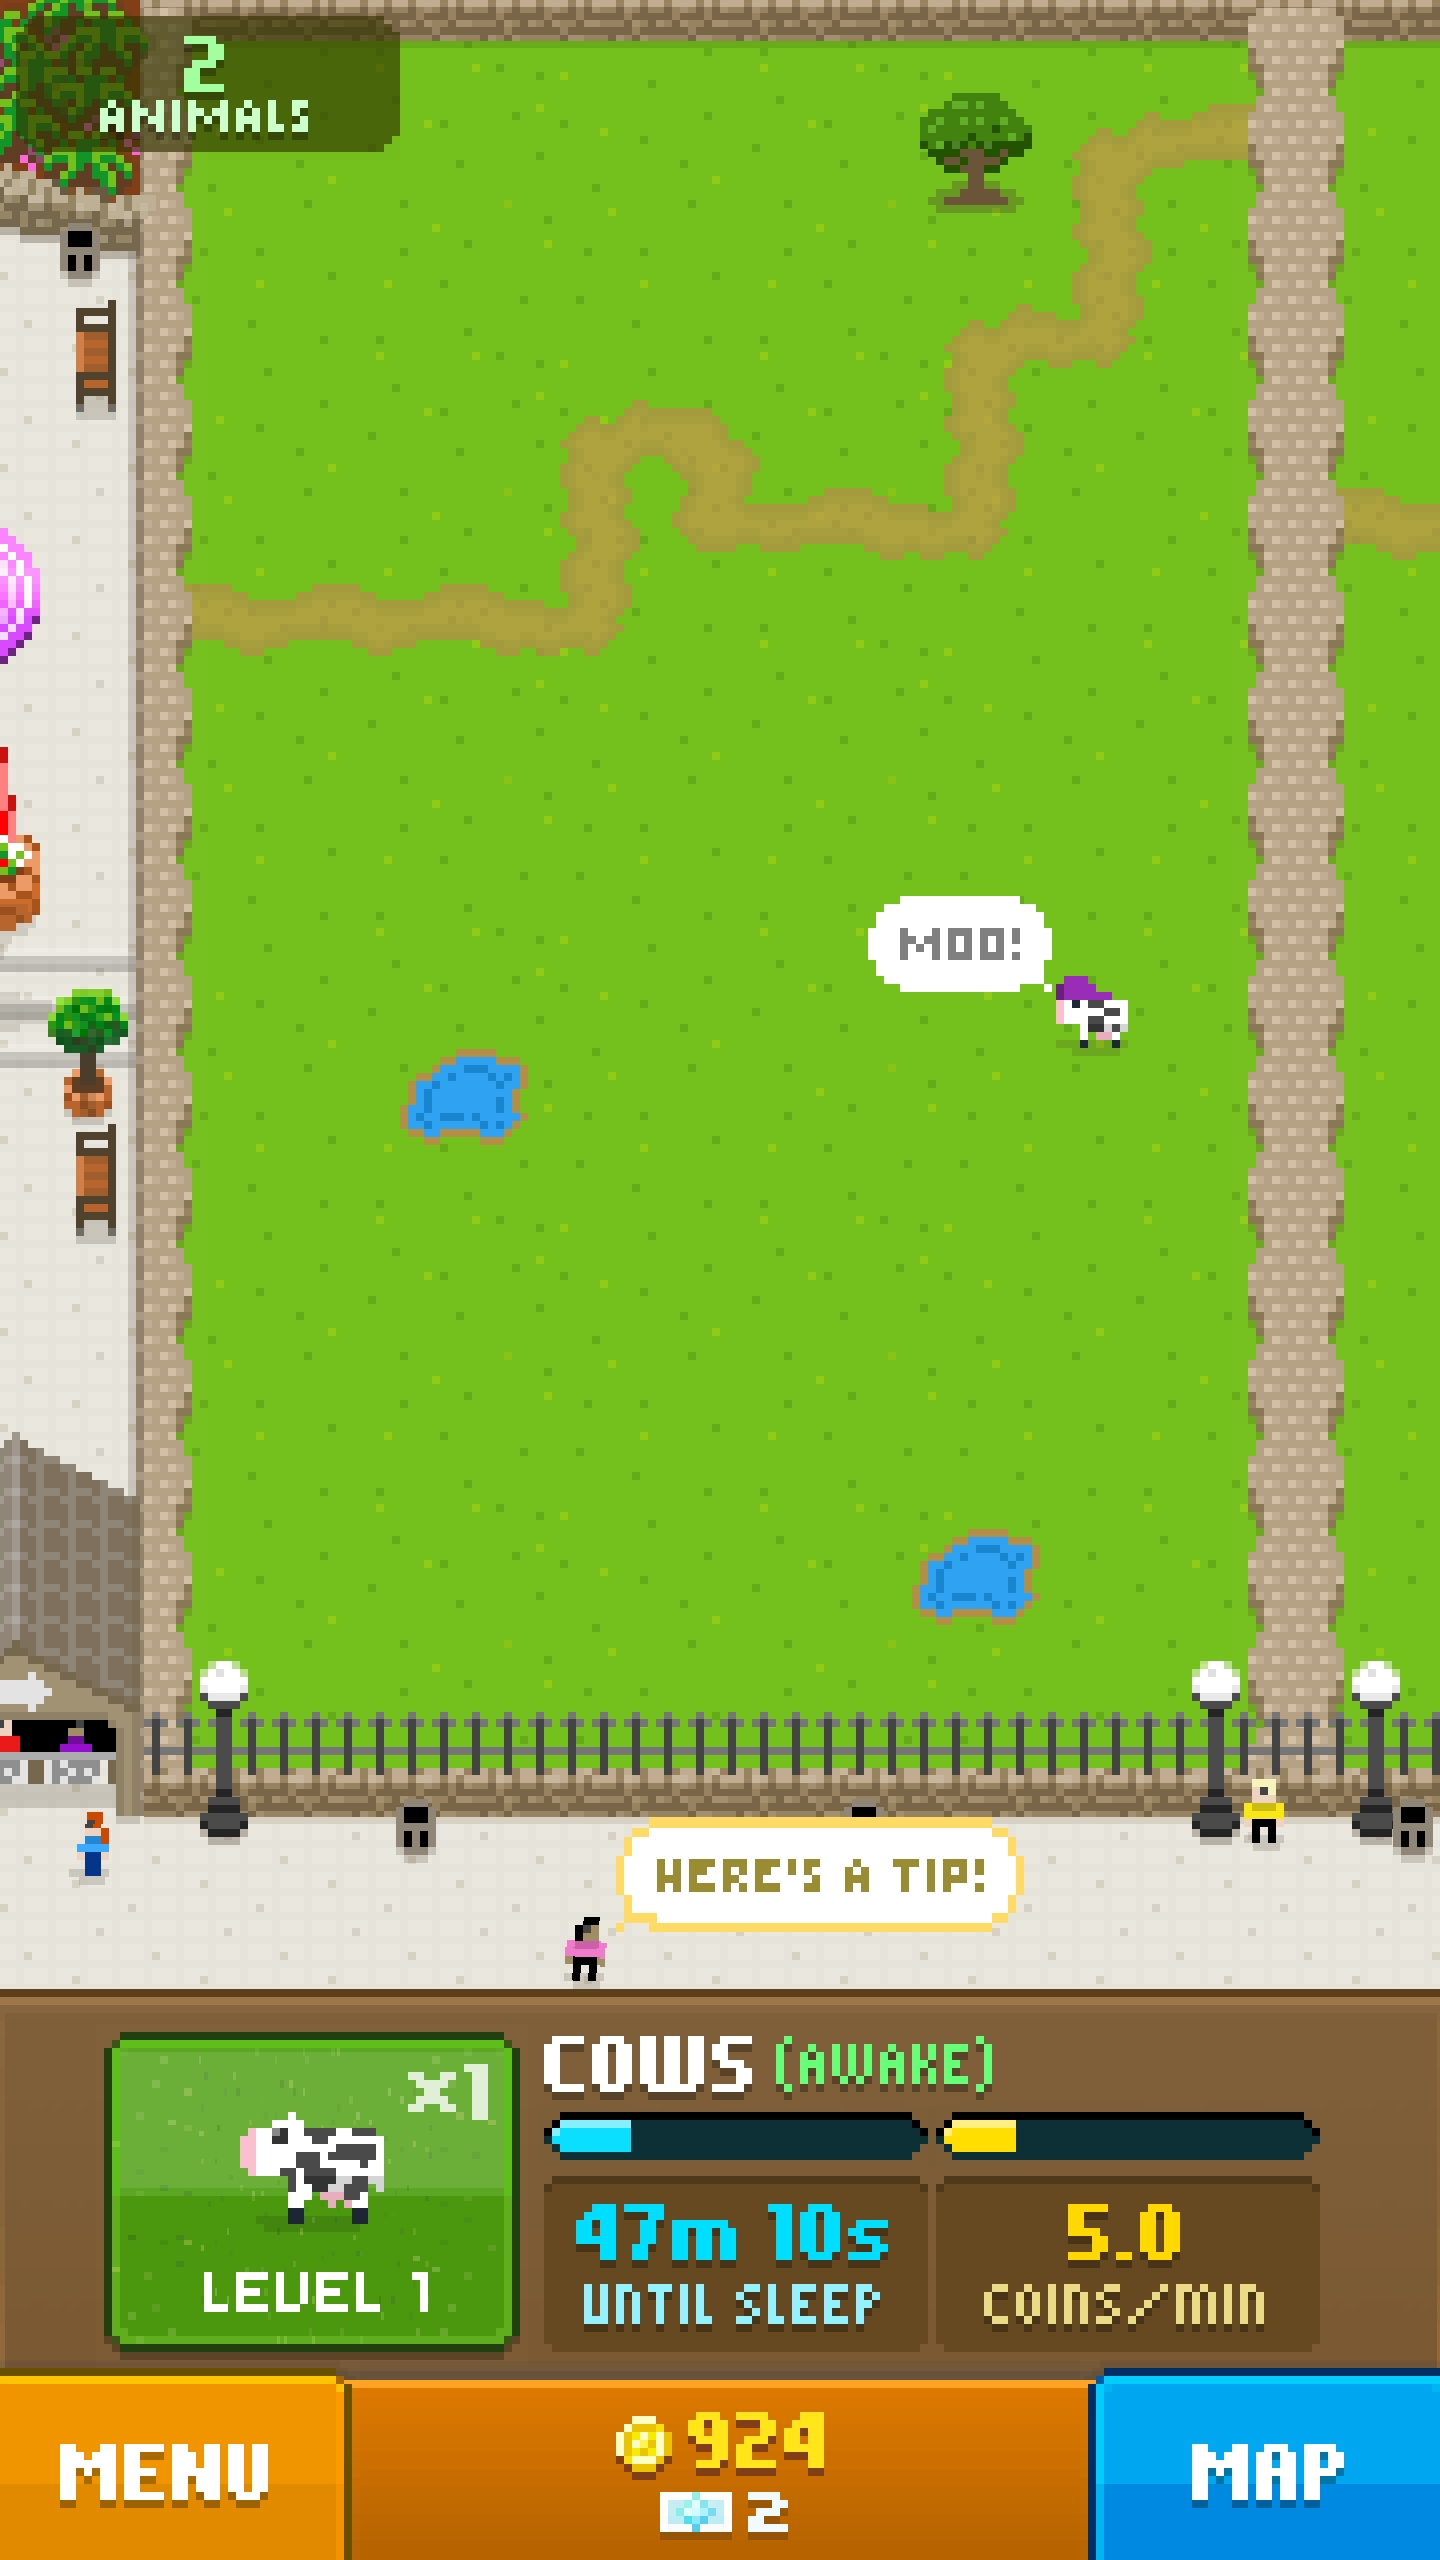 2
ANIMALS
MOO!
HERE'S A TIP!
x1
LEVEL 1
COWS (AWAKE)
47m 10s
UNTIL SLEEP
5.0
COINS/MIN
MENU
924
2
MAP